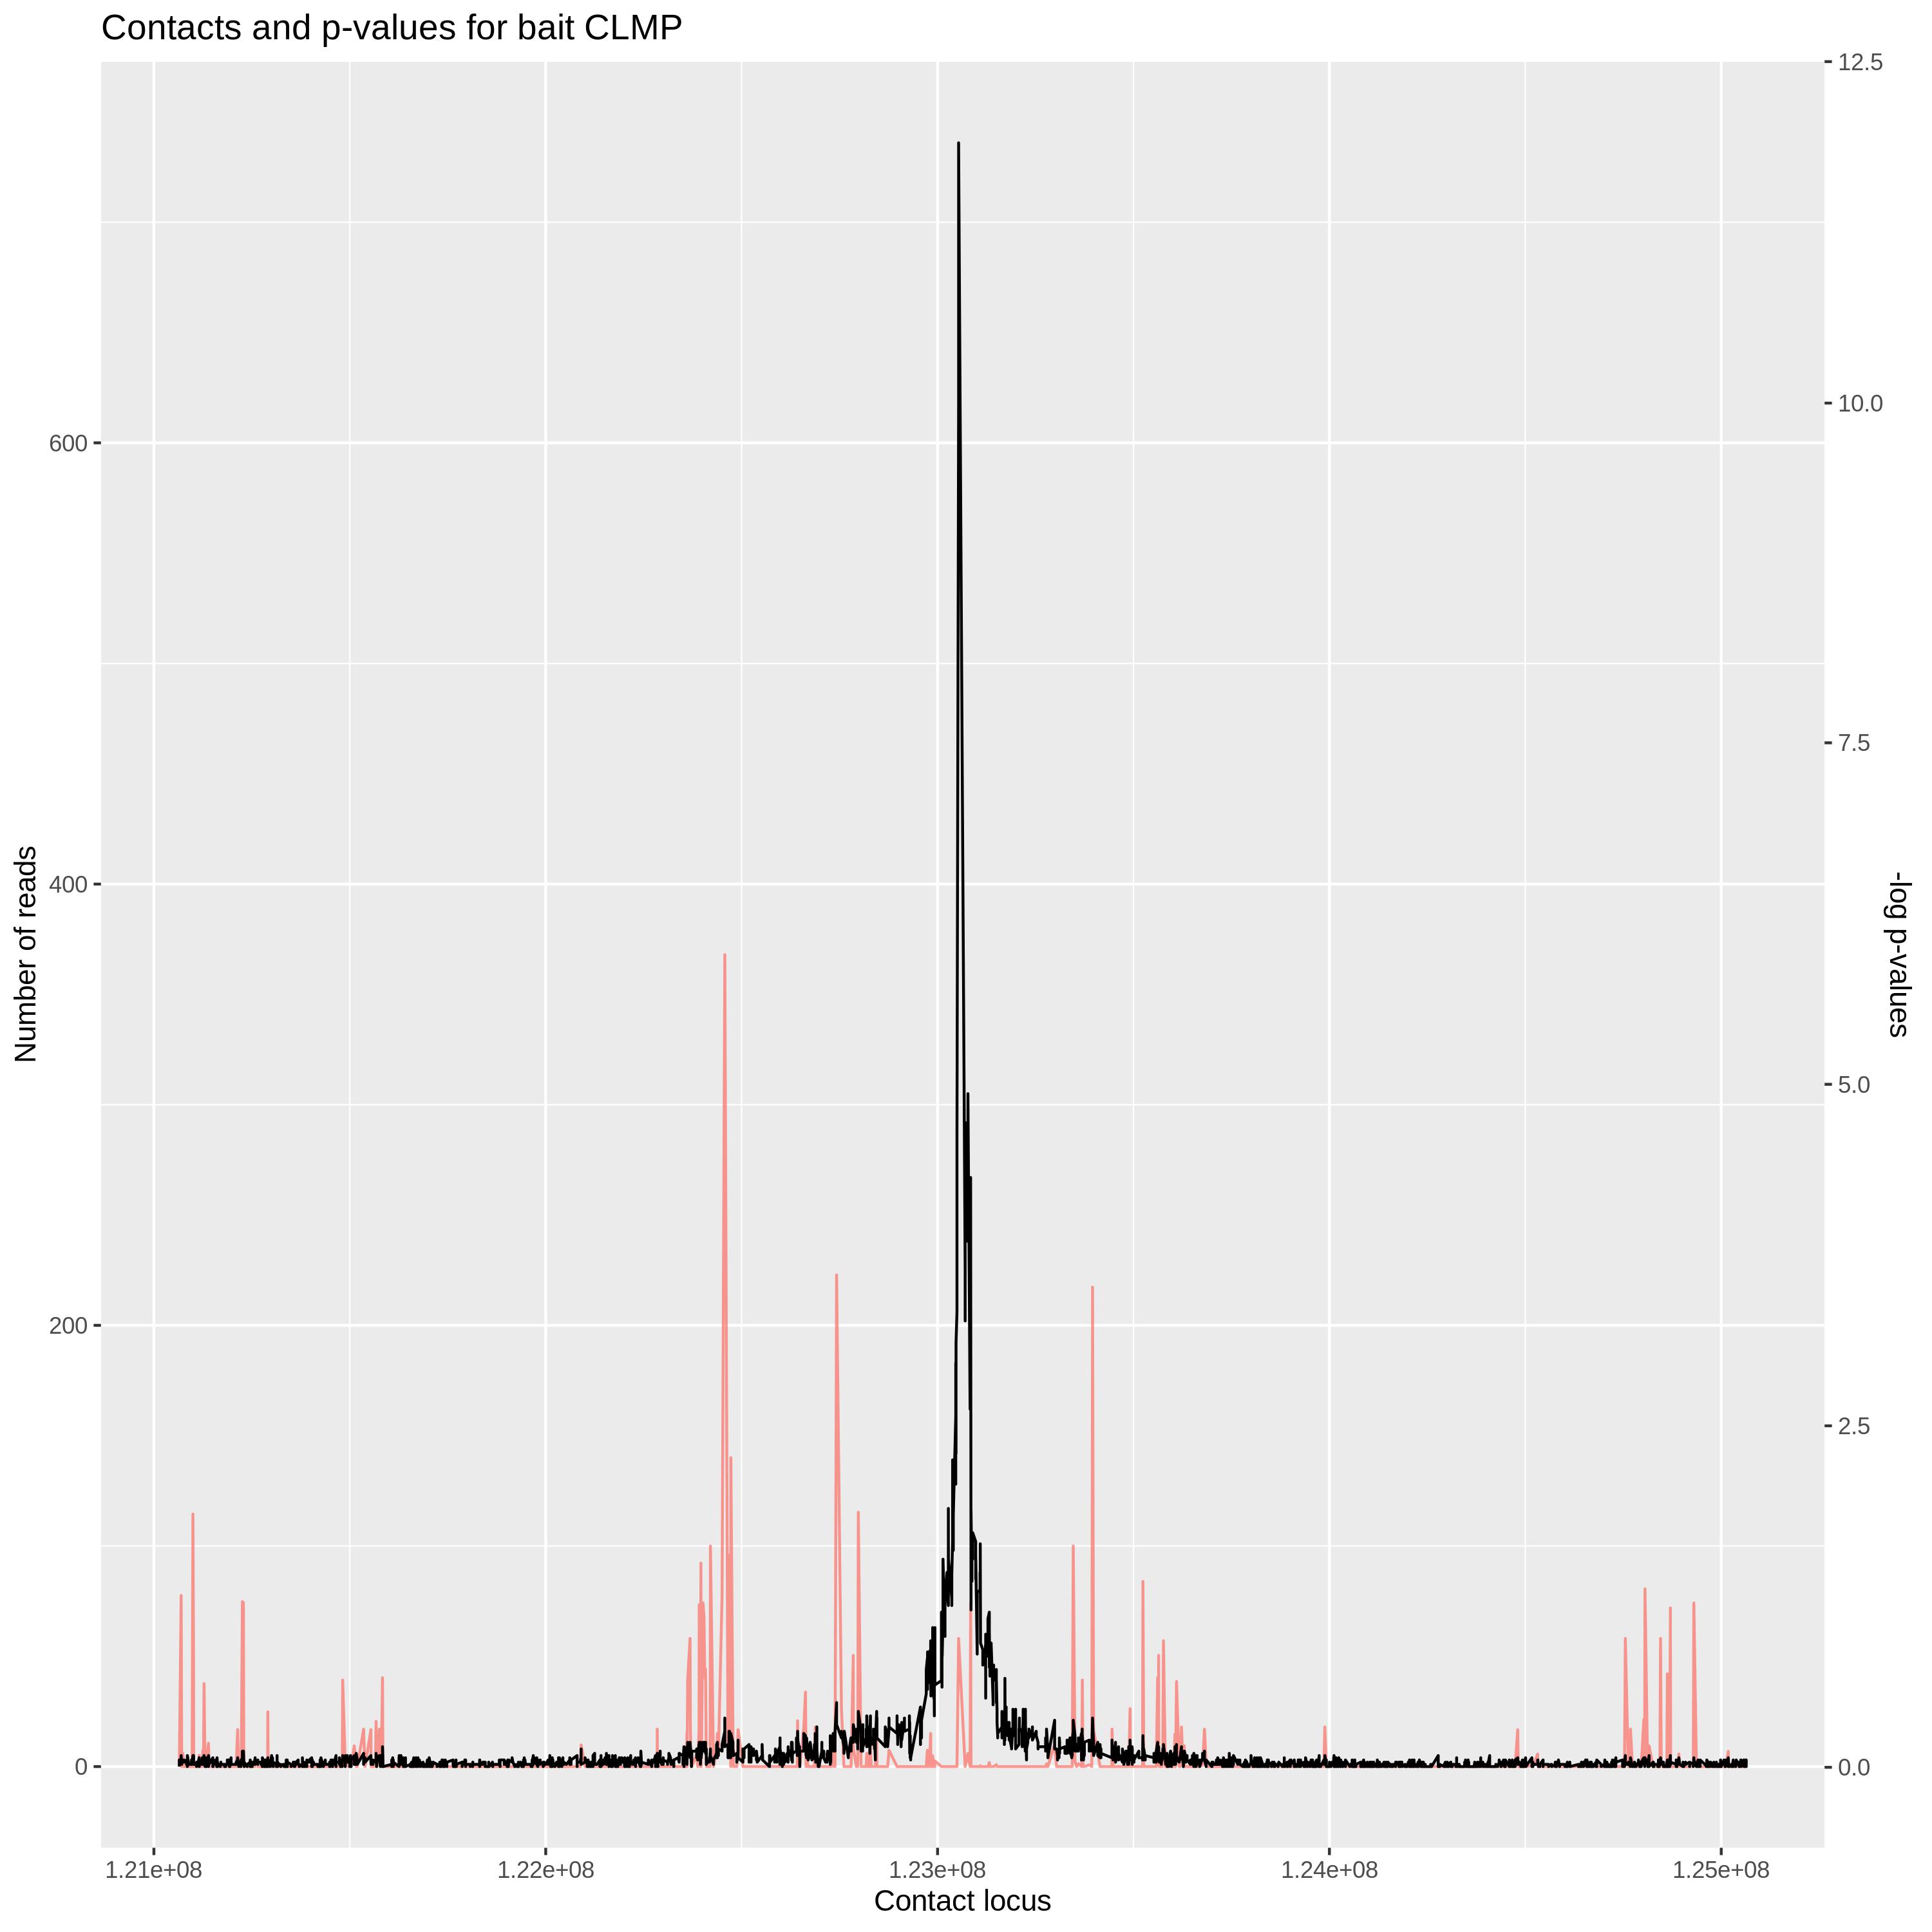 Contacts and p-values for bait CLMP
12.5
10.0
7.5
5.0
2.5
0.0
600
400
200
0
Number of reads
-log p-values
1.21e+08
1.22e+08
1.23e+08
1.24e+08
1.25e+08
Contact locus